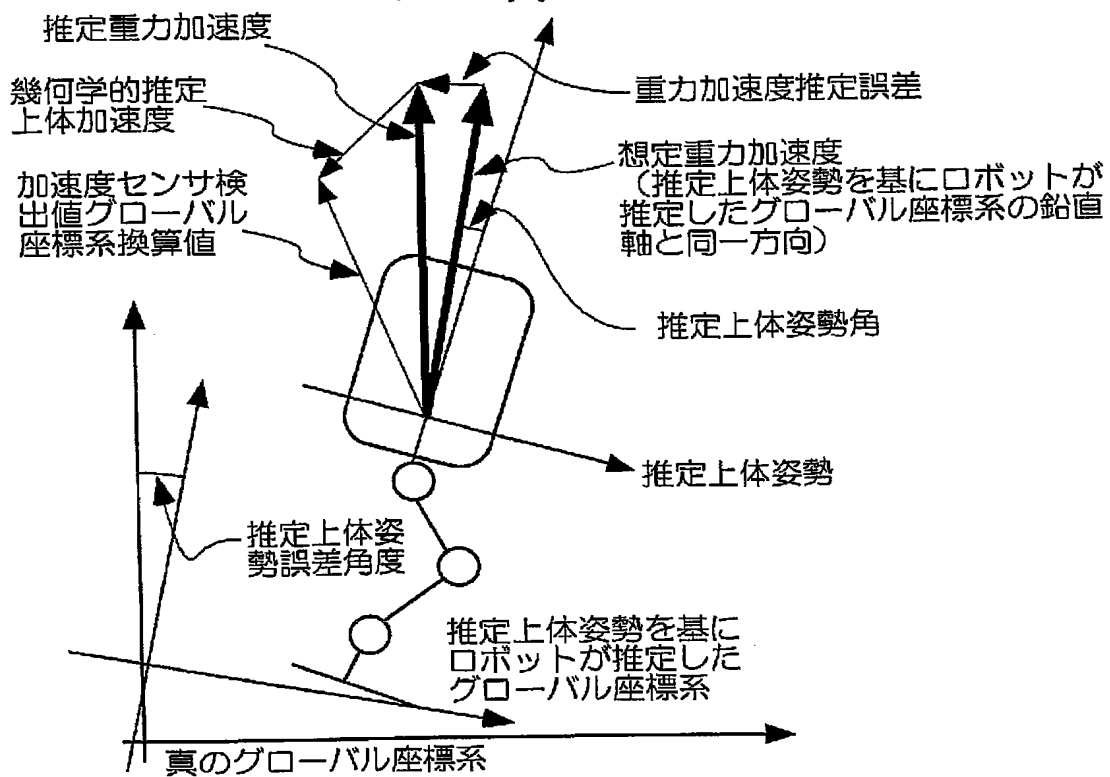 推定重力加速度
幾何学的推定
上体加速度
加速度センサ検
出値グローバル
座標系換算値
重力加速度推定誤差
想定重力加速度
(推定上体姿勢を基にロボットが
推定したグローバル座標系の鉛直
軸と同一方向)
推定上体姿勢角
推定上体姿勢
推定上体姿
勢誤差角度
推定上体姿勢を基に
ロボットが推定した
グローバル座標系
真のグローバル座標系